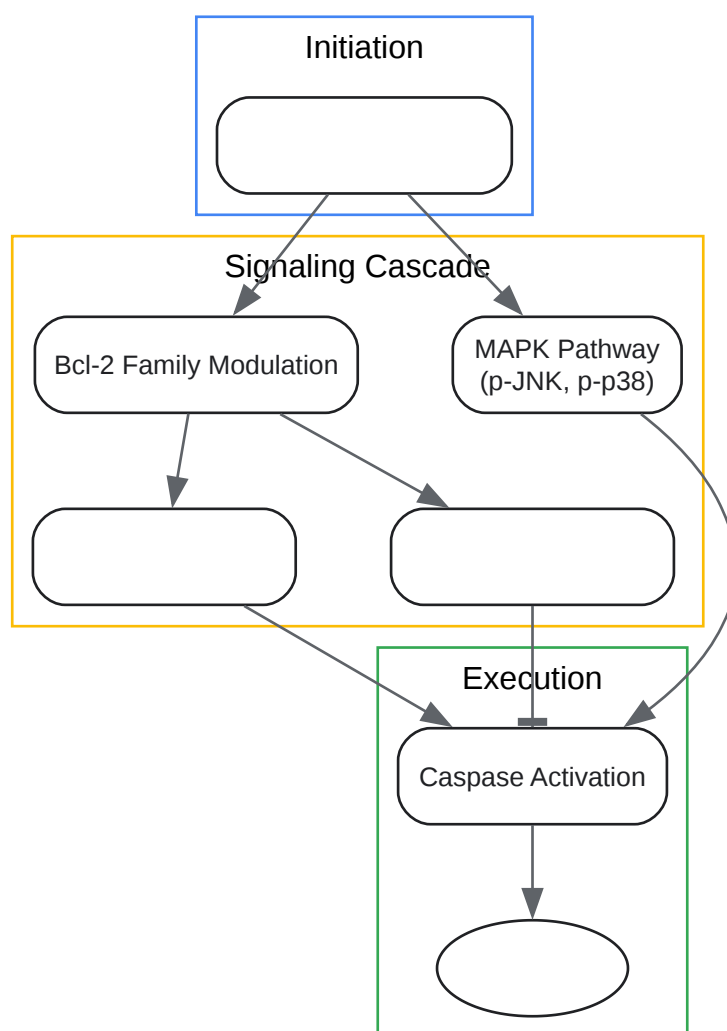 Initiation
Signaling Cascade
Bcl-2 Family Modulation
MAPK Pathway
(p-JNK, p-p38)
Execution
Caspase Activation